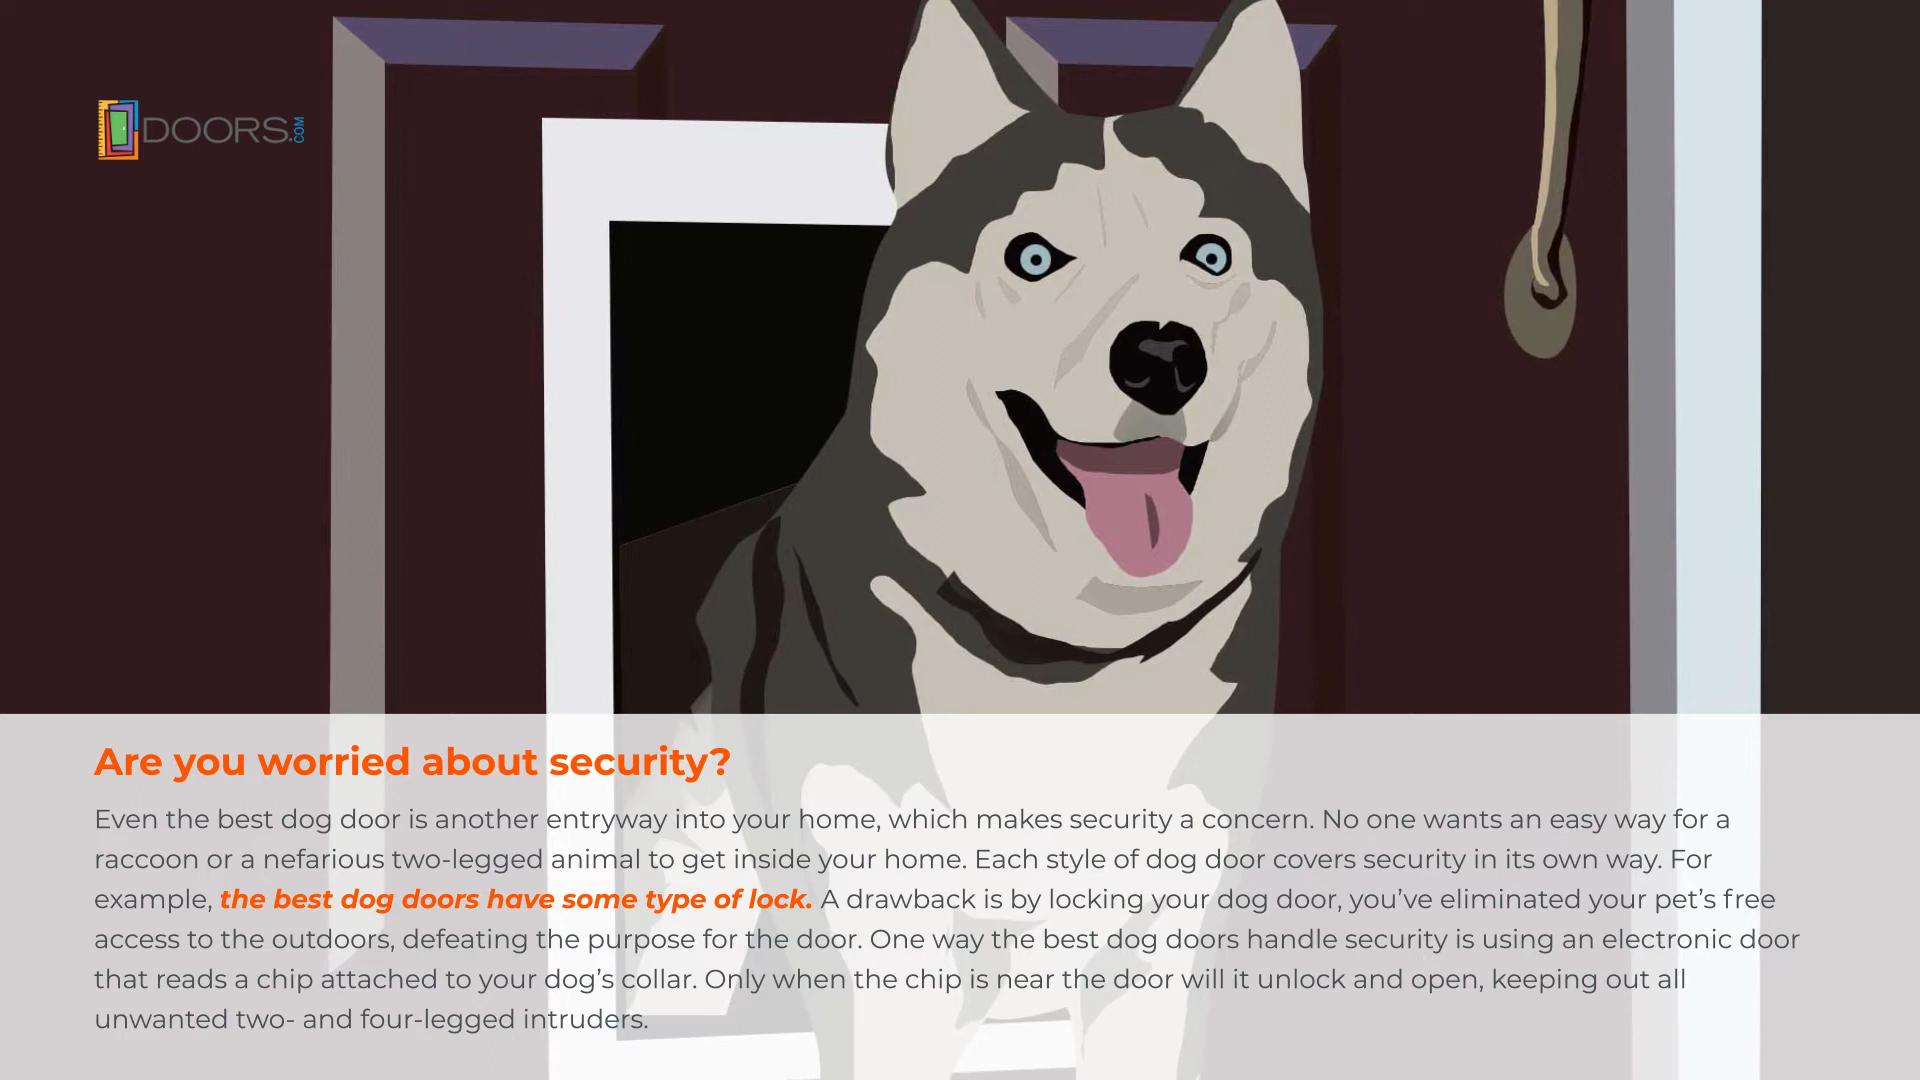 DOORS.COM
Are you worried about security?
Even the best dog door is another entryway into your home, which makes security a concern. No one wants an easy way for a
raccoon or a nefarious two-legged animal to get inside your home. Each style of dog door covers security in its own way. For
example, the best dog doors have some type of lock. A drawback is by locking your dog door, you’ve eliminated your pet’s free
access to the outdoors, defeating the purpose for the door. One way the best dog doors handle security is using an electronic door
that reads a chip attached to your dog’s collar. Only when the chip is near the door will it unlock and open, keeping out all
unwanted two- and four-legged intruders.